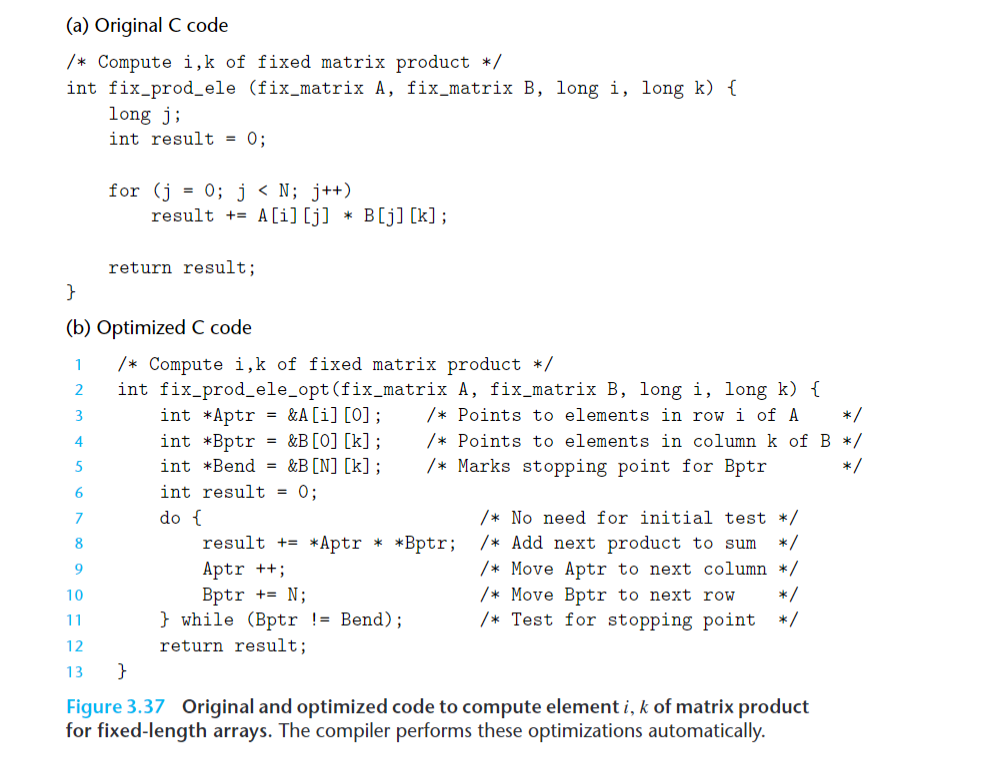 (a) Original C code
/* Compute i,k of fixed matrix product */
int fix_prod_ele (fix_matrix A, fix_matrix B, long i, long k) {
    long j;
    int result = 0;

    for (j = 0; j < N; j++)
        result += A[i][j] * B[j][k];

    return result;
}
(b) Optimized C code
1   /* Compute i,k of fixed matrix product */
2   int fix_prod_ele_opt(fix_matrix A, fix_matrix B, long i, long k) {
3       int *Aptr = &A[i][0];    /* Points to elements in row i of A    */
4       int *Bptr = &B[0][k];    /* Points to elements in column k of B */
5       int *Bend = &B[N][k];    /* Marks stopping point for Bptr       */
6       int result = 0;
7       do {                          /* No need for initial test */
8           result += *Aptr * *Bptr;  /* Add next product to sum  */
9           Aptr ++;                  /* Move Aptr to next column */
10          Bptr += N;                /* Move Bptr to next row    */
11      } while (Bptr != Bend);       /* Test for stopping point  */
12      return result;
13  }
Figure 3.37 Original and optimized code to compute element i, k of matrix product
for fixed-length arrays. The compiler performs these optimizations automatically.